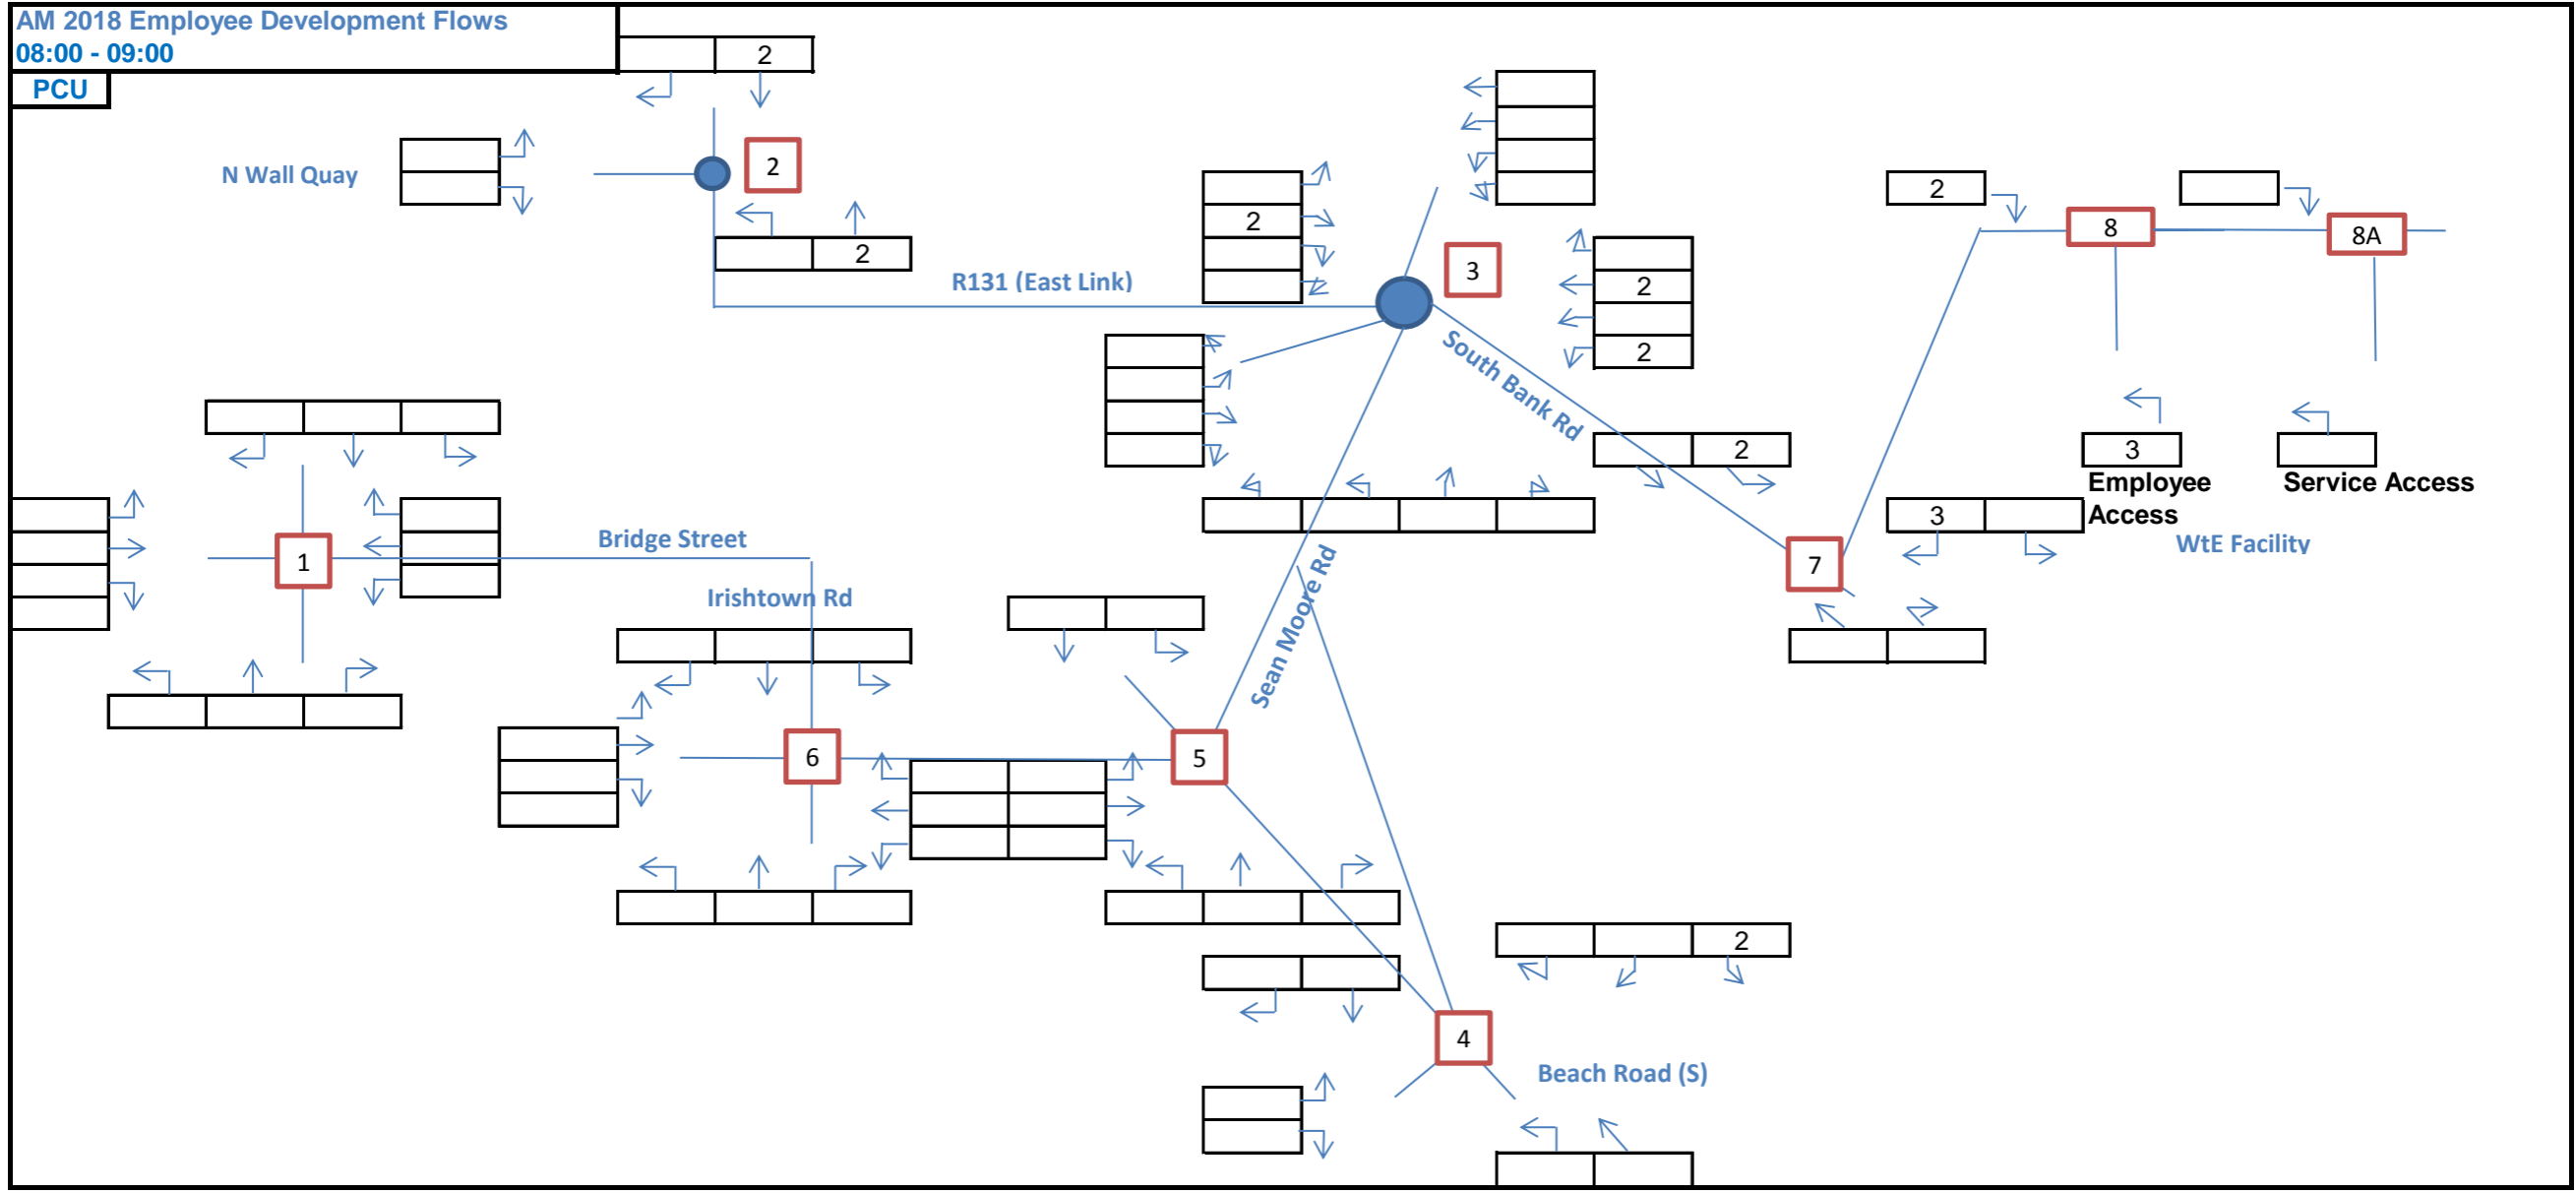 AM 2018 Employee Development Flows
08:00 - 09:00
PCU
2
2
N Wall Quay
2
R131 (East Link)
2
3
2
2
South Bank Rd
2
2
8
8A
3
Employee
Access
Service Access
3
WtE Facility
2
7
1
Bridge Street
Irishtown Rd
Sean Moore Rd
6
5
2
4
Beach Road (S)